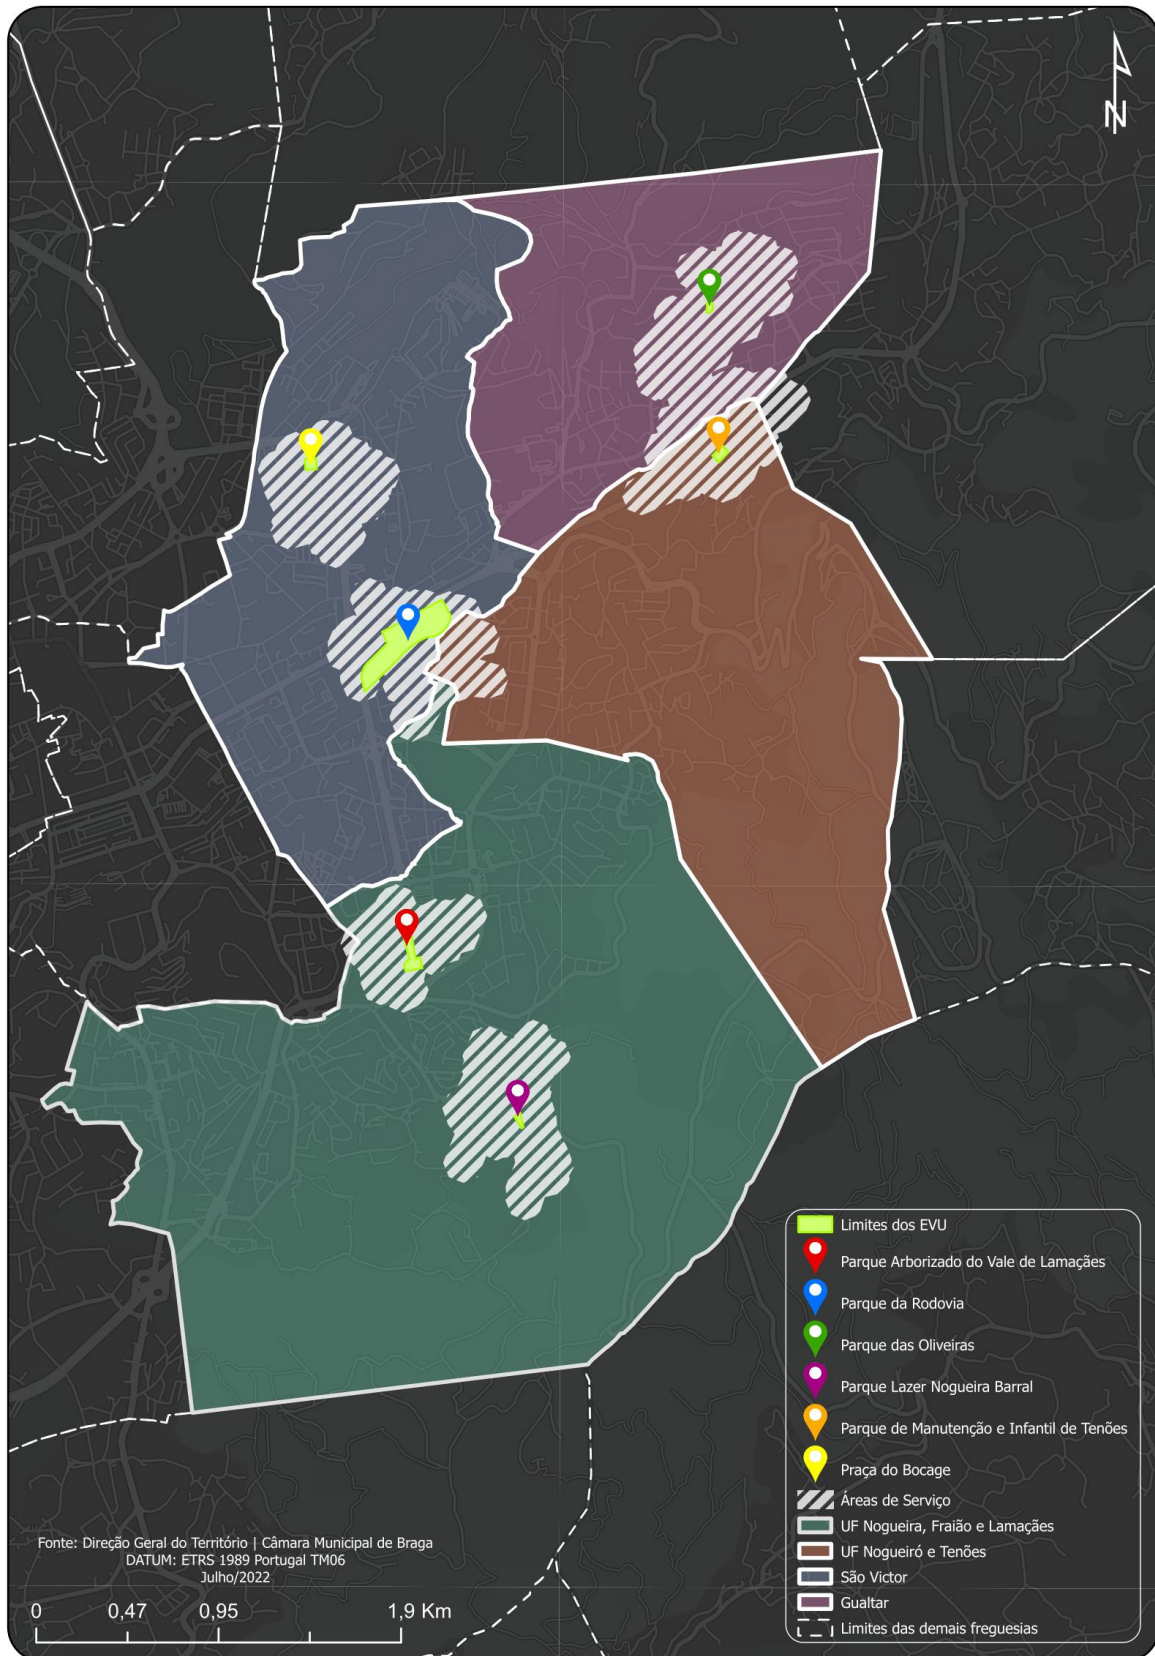 N
Limites dos EVU
Parque Arborizado do Vale de Lamaçães
Parque da Rodovia
Parque das Oliveiras
Parque Lazer Nogueira Barral
Parque de Manutenção e Infantil de Tenões
Praça do Bocage
Áreas de Serviço
UF Nogueira, Fraião e Lamaçães
UF Nogueiró e Tenões
São Victor
Gualtar
Limites das demais freguesias
Fonte: Direção Geral do Território | Câmara Municipal de Braga
DATUM: ETRS 1989 Portugal TM06
Julho/2022
0 0,47 0,95 1,9 Km